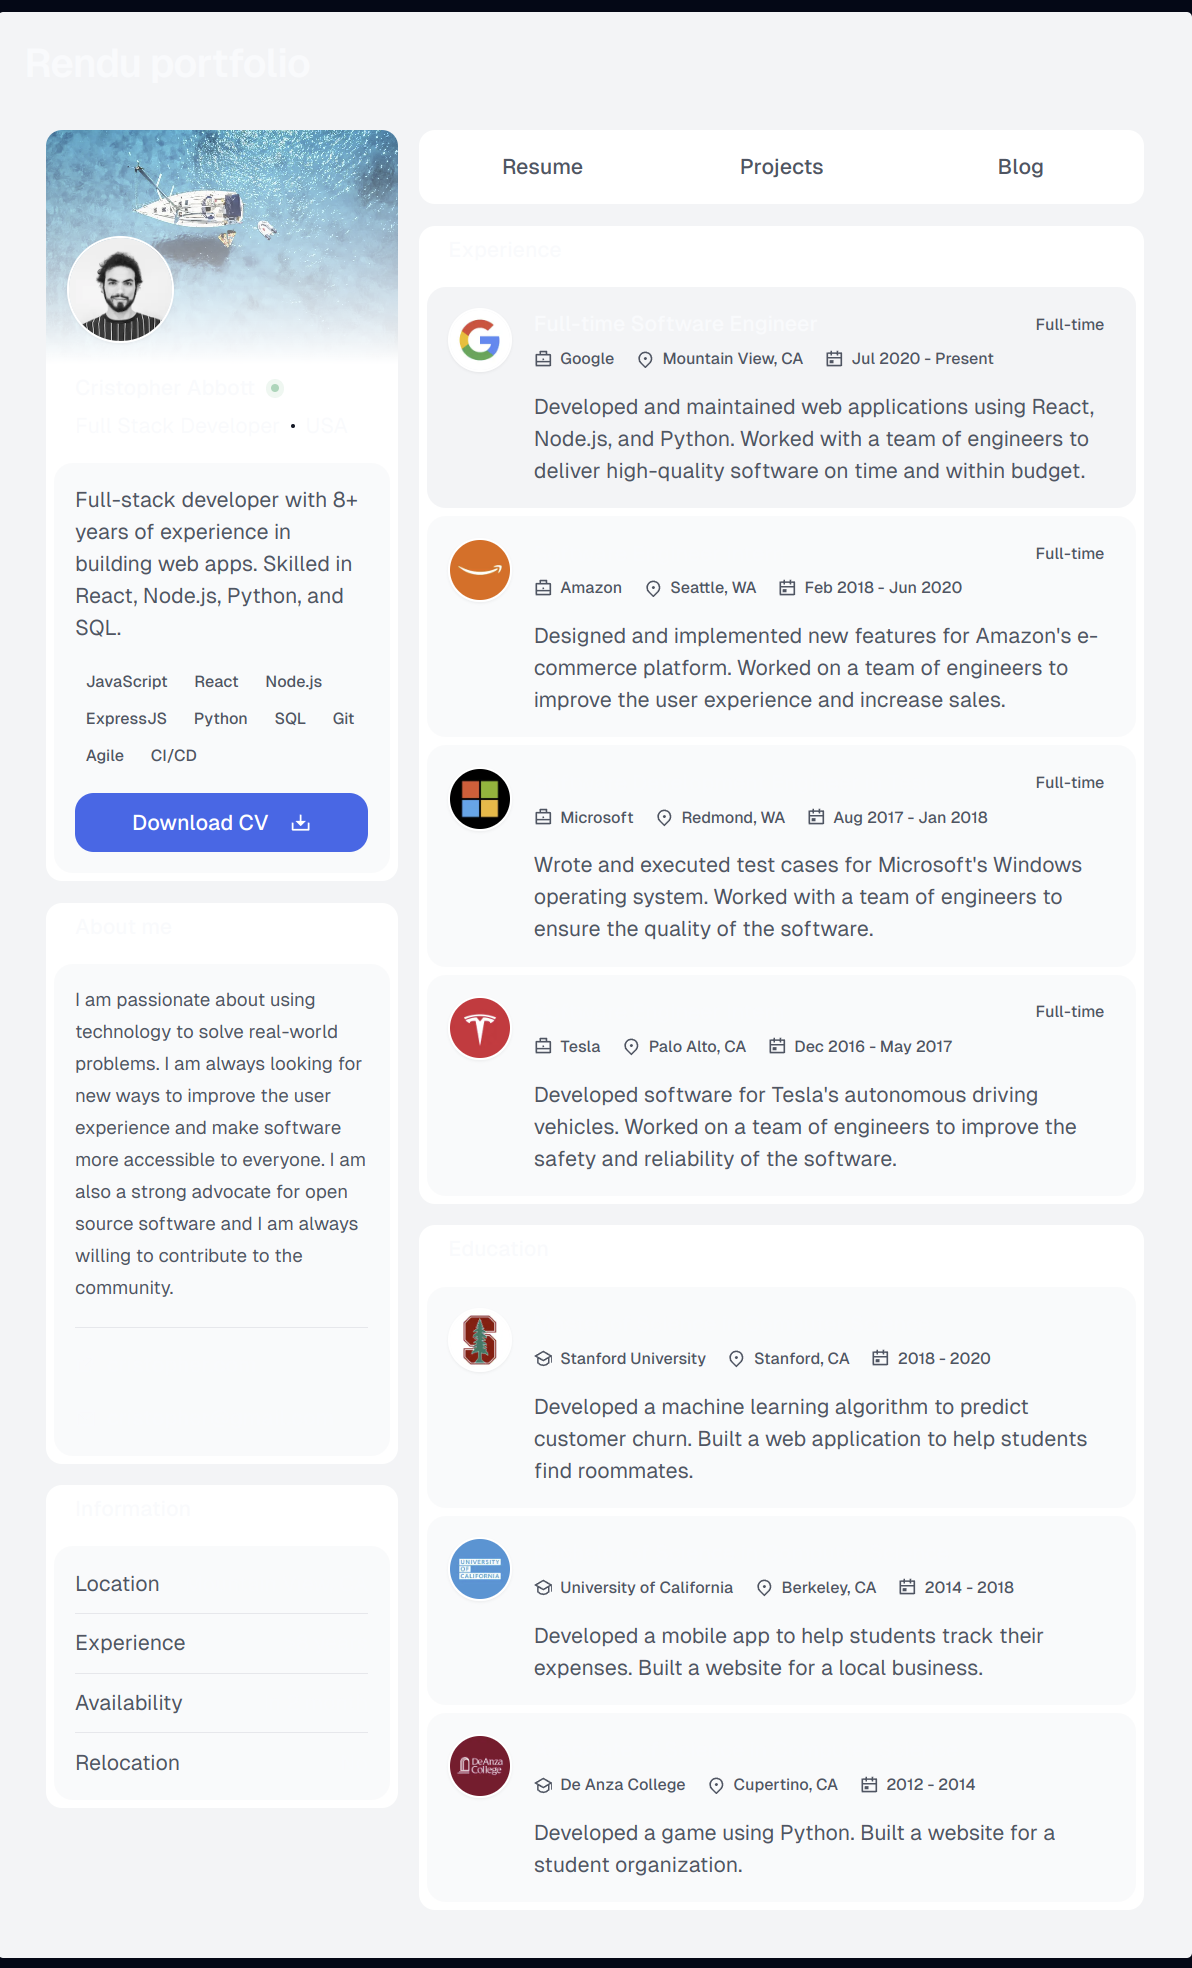 Rendu portfolio
Resume
Projects
Blog
Cristopher Abbott
Full Stack Developer • USA
Full-stack developer with 8+
years of experience in
building web apps. Skilled in
React, Node.js, Python, and
SQL.
JavaScript React Node.js
ExpressJS Python SQL Git
Agile CI/CD
Download CV
About me
I am passionate about using
technology to solve real-world
problems. I am always looking for
new ways to improve the user
experience and make software
more accessible to everyone. I am
also a strong advocate for open
source software and I am always
willing to contribute to the
community.
Information
Location
Experience
Availability
Relocation
Experience
Full-time Software Engineer
Full-time
Google Mountain View, CA Jul 2020 - Present
Developed and maintained web applications using React,
Node.js, and Python. Worked with a team of engineers to
deliver high-quality software on time and within budget.
Full-time
Amazon Seattle, WA Feb 2018 - Jun 2020
Designed and implemented new features for Amazon's e-
commerce platform. Worked on a team of engineers to
improve the user experience and increase sales.
Full-time
Microsoft Redmond, WA Aug 2017 - Jan 2018
Wrote and executed test cases for Microsoft's Windows
operating system. Worked with a team of engineers to
ensure the quality of the software.
Full-time
Tesla Palo Alto, CA Dec 2016 - May 2017
Developed software for Tesla's autonomous driving
vehicles. Worked on a team of engineers to improve the
safety and reliability of the software.
Education
Stanford University Stanford, CA 2018 - 2020
Developed a machine learning algorithm to predict
customer churn. Built a web application to help students
find roommates.
UNIVERSITY
OF
CALIFORNIA
University of California Berkeley, CA 2014 - 2018
Developed a mobile app to help students track their
expenses. Built a website for a local business.
De Anza
College
De Anza College Cupertino, CA 2012 - 2014
Developed a game using Python. Built a website for a
student organization.